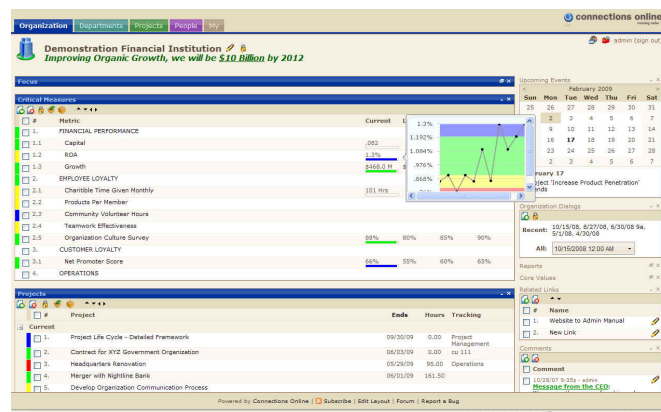 connections online
Organization Departments Projects People My
admin (sign out
Demonstration Financial Institution
Improving Organic Growth, we will be $10 Billion by 2012
Focus
Critical Measures
# Metric Current
1. FINANCIAL PERFORMANCE
1.1 Capital .082
1.2 ROA 1.3%
1.3 Growth $468.0 M
2. EMPLOYEE LOYALTY
2.1 Charitible Time Given Monthly 101 Hrs
2.2 Products Per Member
2.3 Community Volunteer Hours
2.4 Teamwork Effectiveness
2.5 Organization Culture Survey 88% 80% 85% 90%
3. CUSTOMER LOYALTY
3.1 Net Promoter Score 66% 55% 60% 65%
4. OPERATIONS
1.3%
1.192%
1.084%
.976%
.868%
Projects
# Project Ends Hours Tracking
Current
1. Project Life Cycle - Detailed Framework 09/30/09 0.00 Project Management
2. Contract for XYZ Government Organization 06/03/09 0.00 cu 111
3. Headquarters Renovation 05/29/09 95.00 Operations
4. Merger with Nightline Bank 06/01/09 161.50
5. Develop Organization Communication Process
Upcoming Events
< February 2009 >
Sun Mon Tue Wed Thu Fri Sat
25 26 27 28 29 30 31
2 3 4 5 6 7
9 10 11 12 13 14
16 17 18 19 20 21
23 24 25 26 27 28
2 3 4 5 6 7
ruary 17
oject 'Increase Product Penetration'
ends
Organization Dialogs
Recent: 10/15/08, 8/27/08, 6/30/08 9a, 5/1/08, 4/30/08
All: 10/15/2008 12:00 AM
Reports
Core Values
Related Links
# Name
1. Website to Admin Manual
2. New Link
Comments
Comment
10/28/07 9:35p - admin
Message from the CEO:
Powered by Connections Online | Subscribe | Edit Layout | Forum | Report a Bug